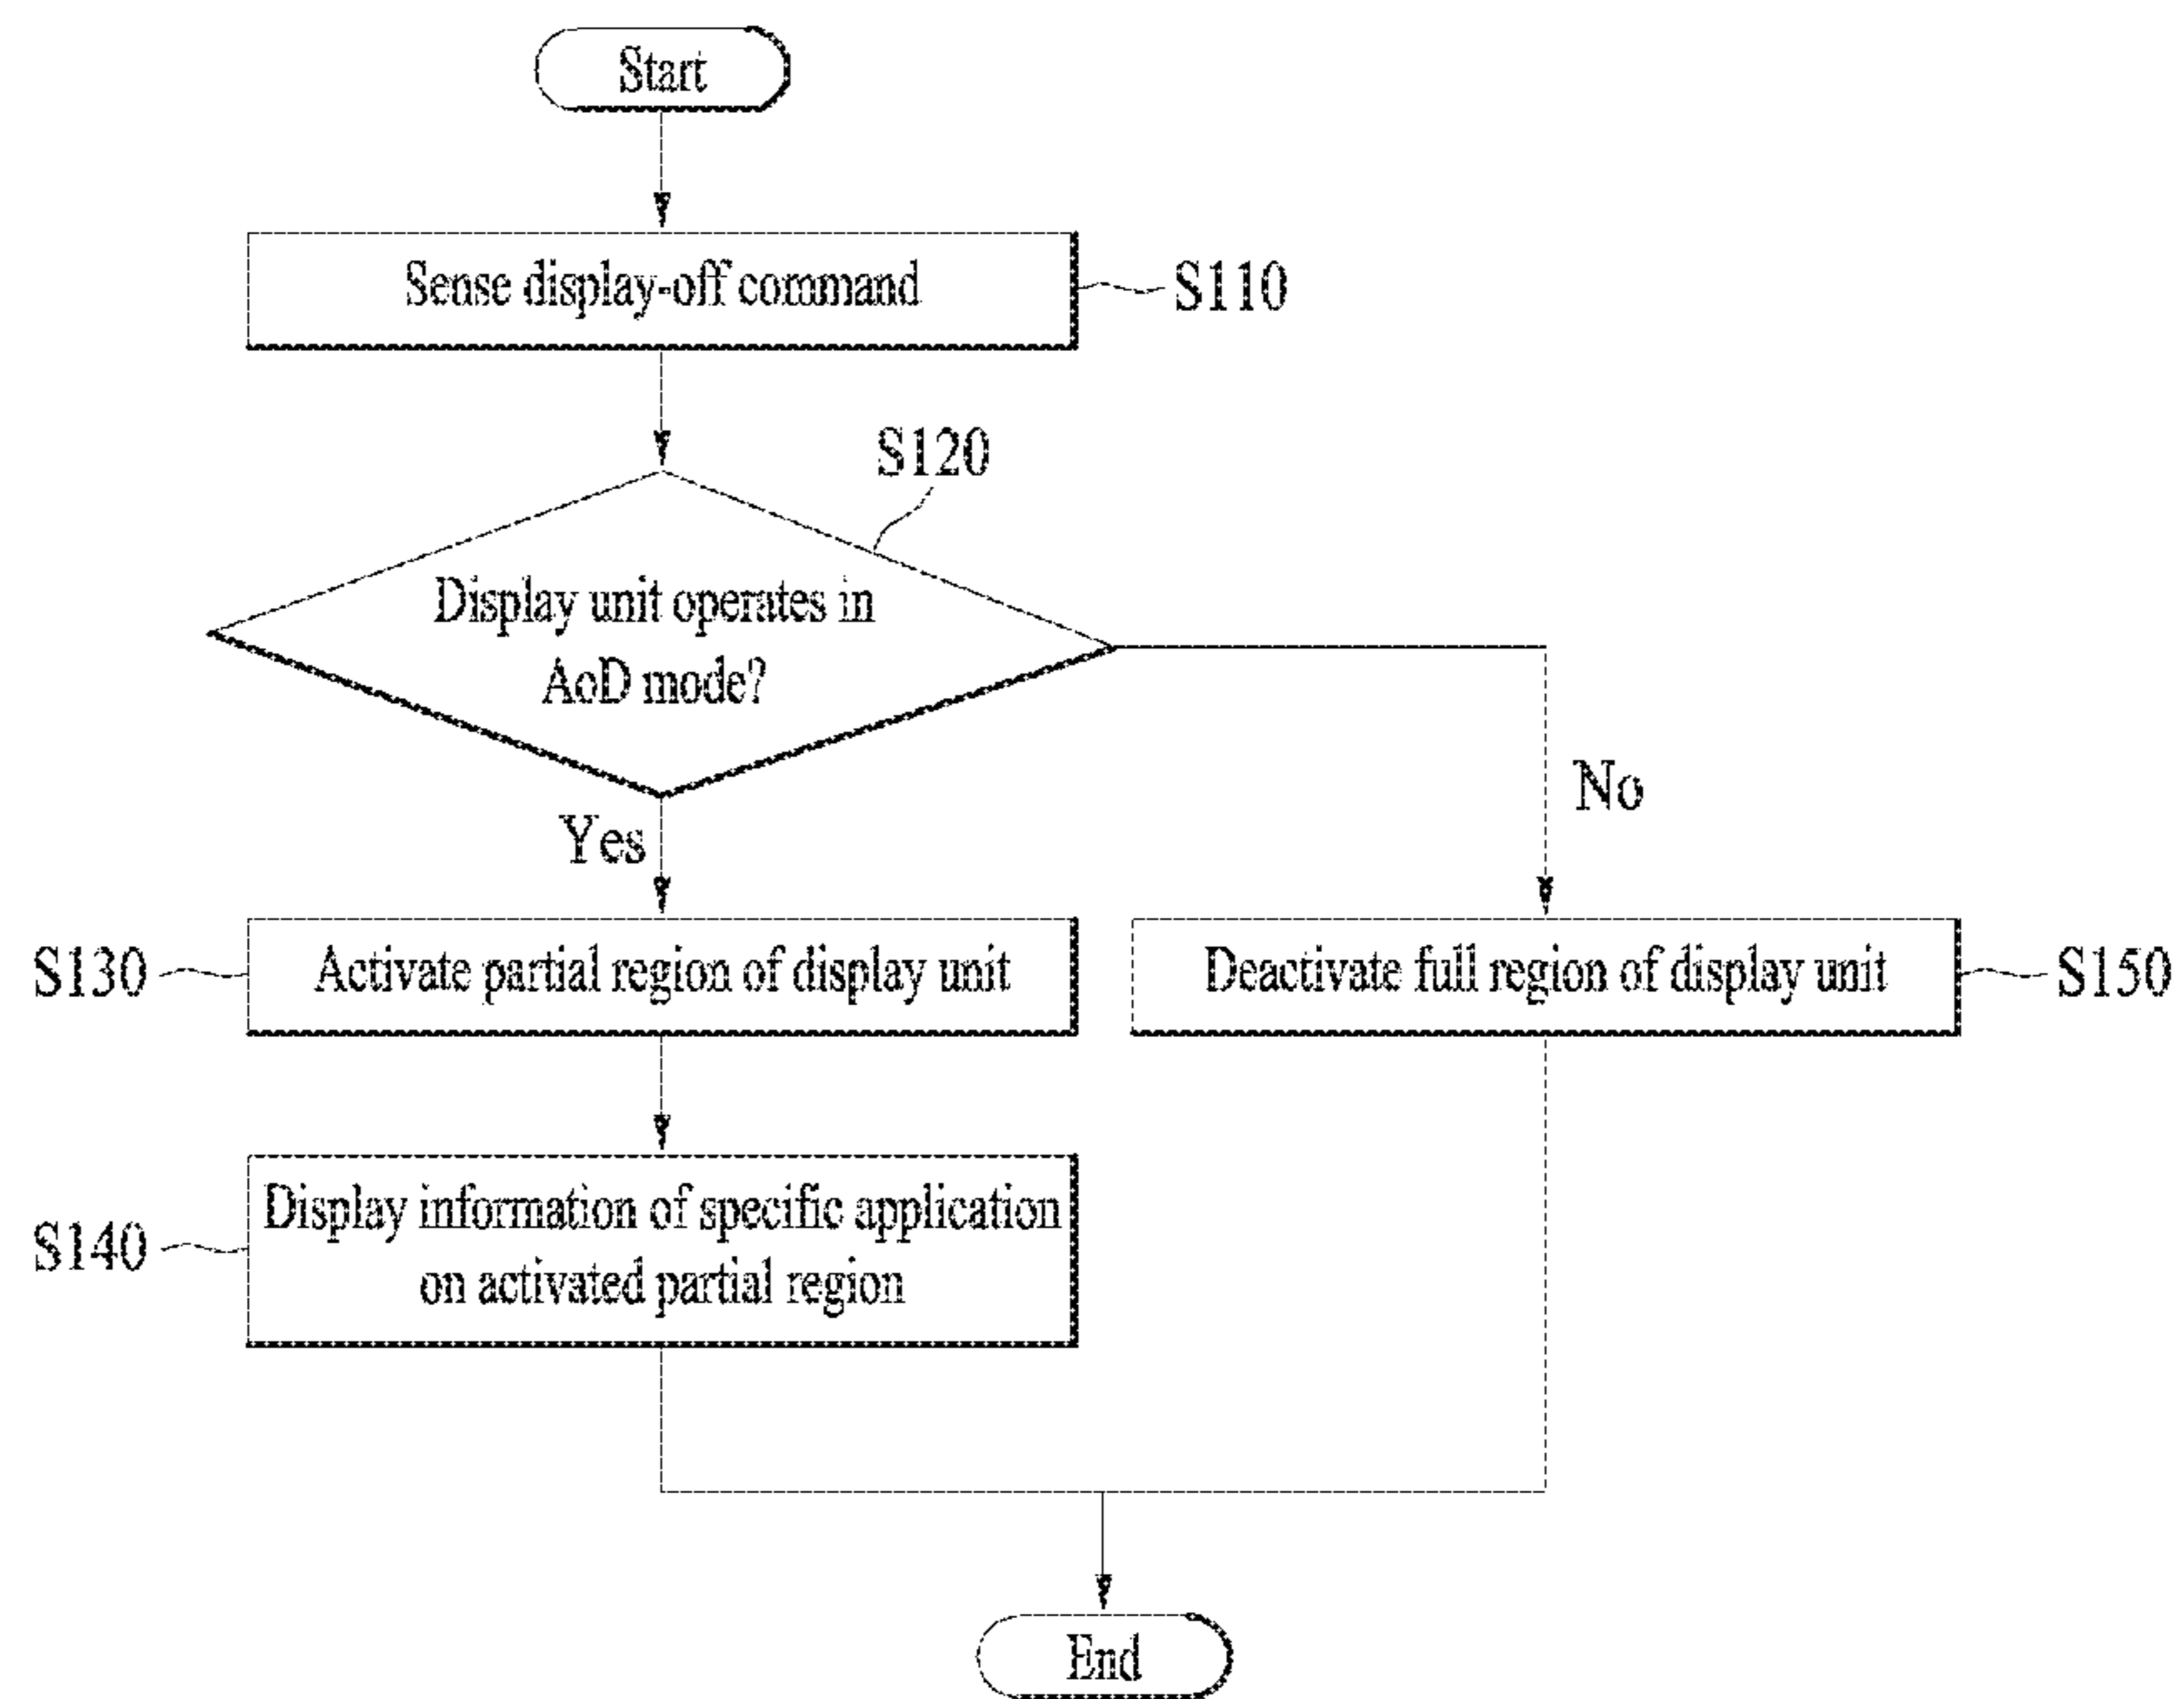 Start
Sense display-off command
S110
S120
Display unit operates in
AoD mode?
No
Yes
S130
Activate partial region of display unit
Deactivate full region of display unit
S150
S140
Display information of specific application
on activated partial region
End